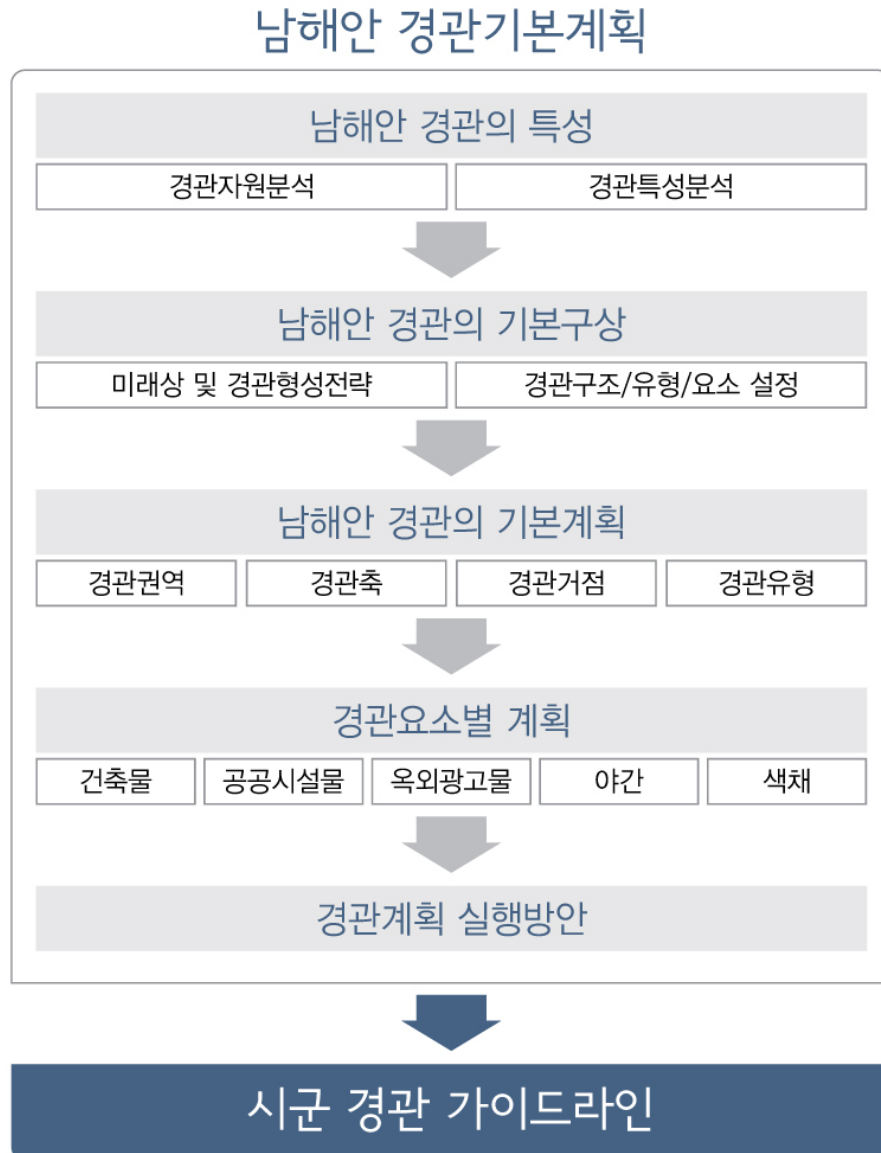 남해안 경관기본계획
남해안 경관의 특성
경관자원분석 경관특성분석
남해안 경관의 기본구상
미래상 및 경관형성전략 경관구조/유형/요소 설정
남해안 경관의 기본계획
경관권역 경관축 경관거점 경관유형
경관요소별 계획
건축물 공공시설물 옥외광고물 야간 색채
경관계획 실행방안
시군 경관 가이드라인